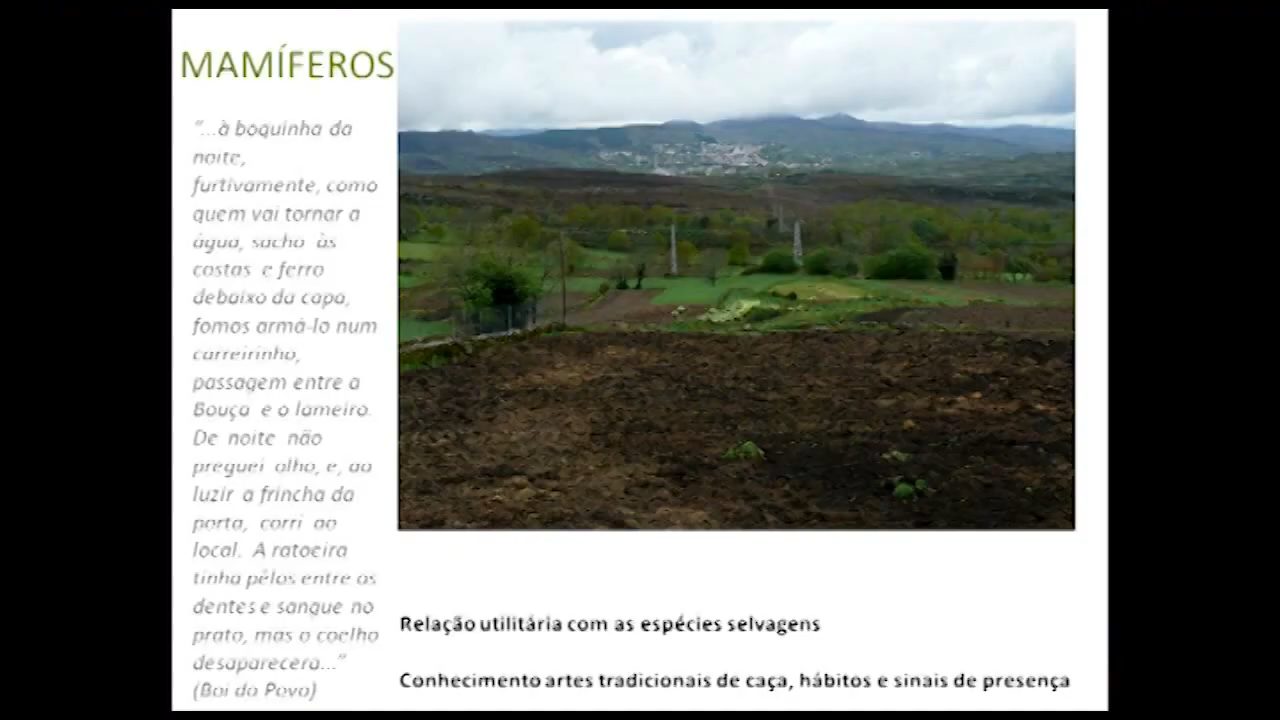 MAMÍFEROS
"...à boquinha da
noite,
furtivamente, como
quem vai tornar a
água, sacho às
costas e ferro
debaixo da capa,
fomos armá-lo num
carreirinho,
passagem entre a
Bouça e o lameiro.
De noite não
preguei olho, e, ao
luzir a frincha da
porta, corri ao
local. A ratoeira
tinha pêlos entre os
dentes e sangue no
prato, mas o coelho
desaparecera..."
(Boi do Povo)
Relação utilitária com as espécies selvagens
Conhecimento artes tradicionais de caça, hábitos e sinais de presença